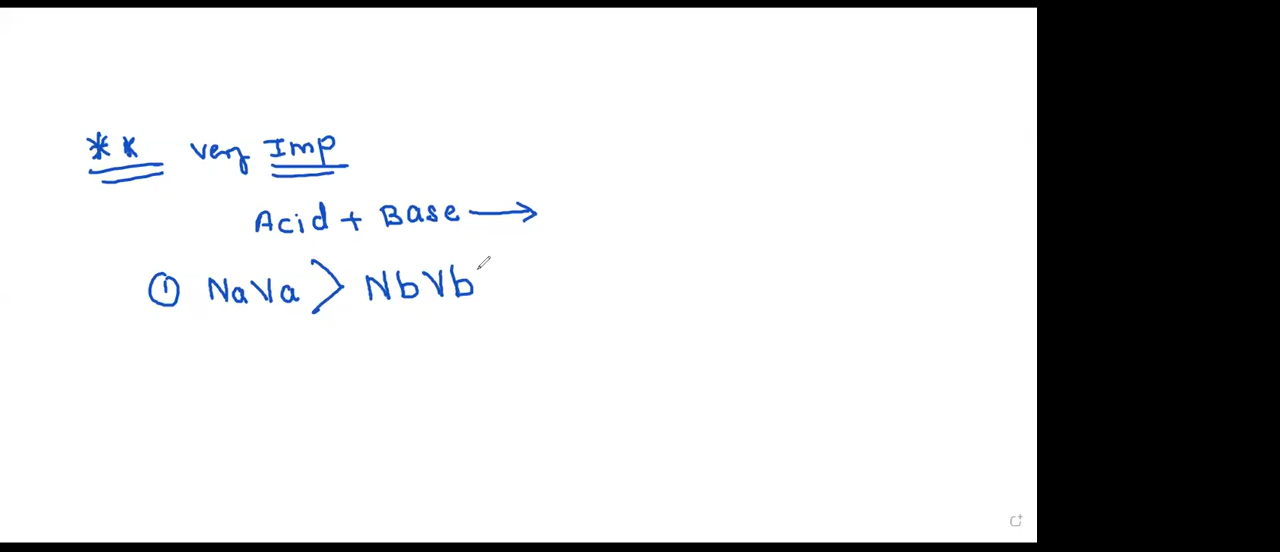 ** very Imp
Acid + Base →
① NaVa > NbVb